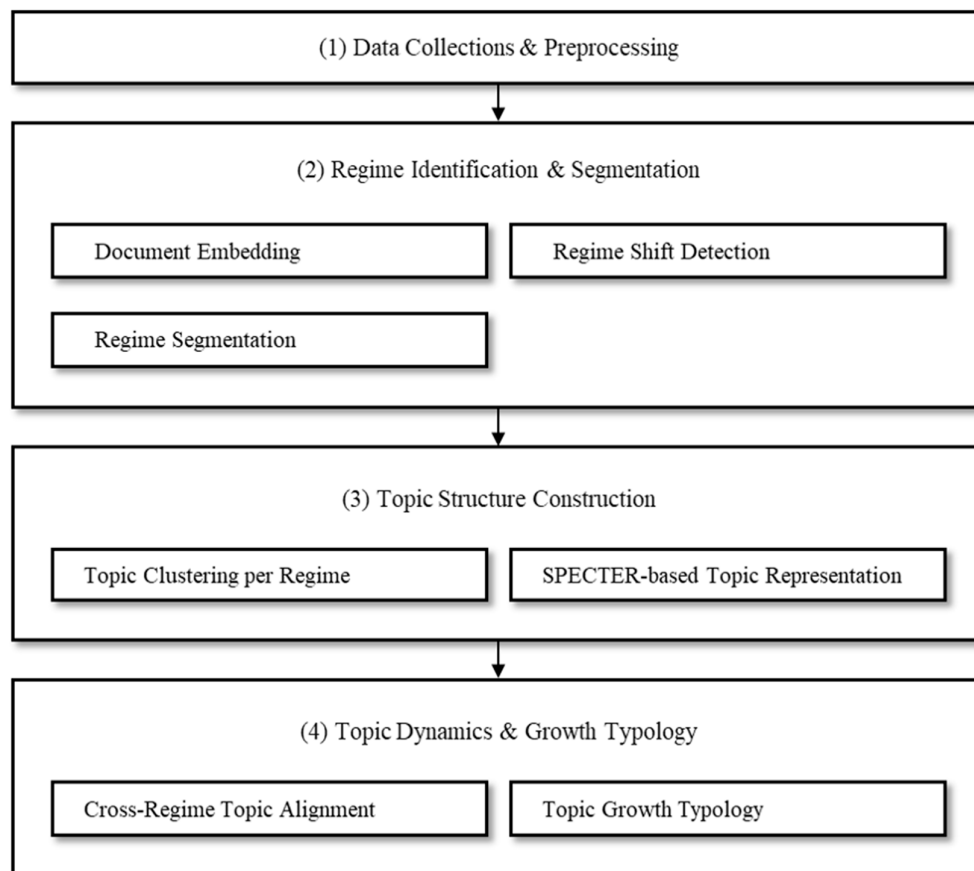 (1) Data Collections & Preprocessing
(2) Regime Identification & Segmentation
Document Embedding
Regime Shift Detection
Regime Segmentation
(3) Topic Structure Construction
Topic Clustering per Regime
SPECTER-based Topic Representation
(4) Topic Dynamics & Growth Typology
Cross-Regime Topic Alignment
Topic Growth Typology